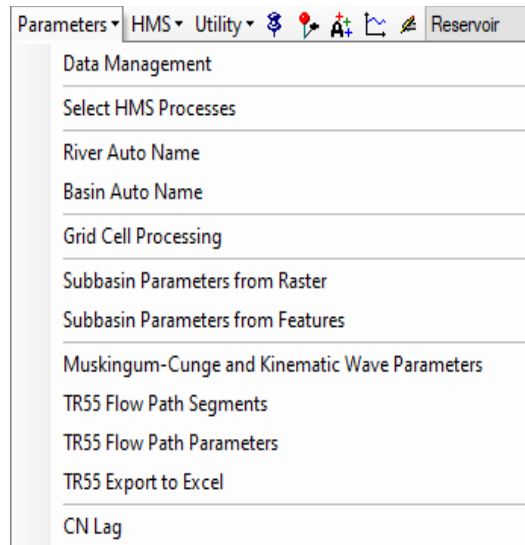 Parameters HMS Utility Reservoir
Data Management
Select HMS Processes
River Auto Name
Basin Auto Name
Grid Cell Processing
Subbasin Parameters from Raster
Subbasin Parameters from Features
Muskingum-Cunge and Kinematic Wave Parameters
TR55 Flow Path Segments
TR55 Flow Path Parameters
TR55 Export to Excel
CN Lag